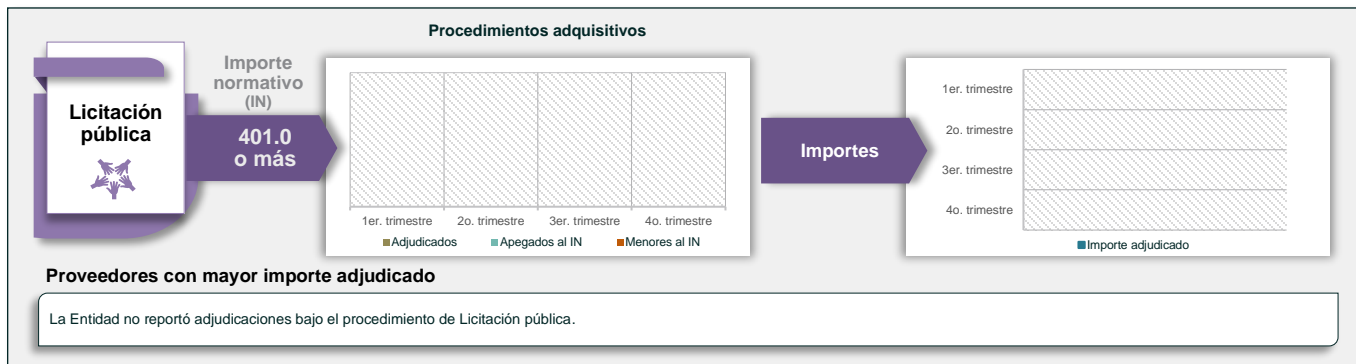 Procedimientos adquisitivos
Licitación
pública
Importe
normativo
(IN)
401.0
o más
1er. trimestre 2o. trimestre 3er. trimestre 4o. trimestre
Adjudicados Apegados al IN Menores al IN
Importes
1er. trimestre
2o. trimestre
3er. trimestre
4o. trimestre
Importe adjudicado
Proveedores con mayor importe adjudicado
La Entidad no reportó adjudicaciones bajo el procedimiento de Licitación pública.